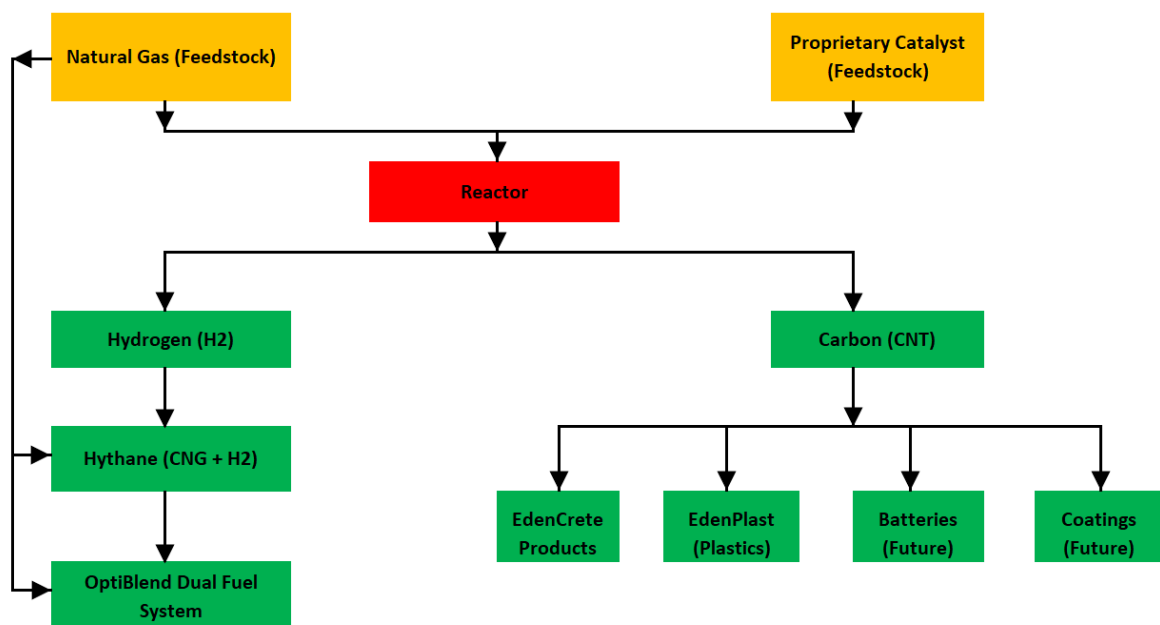 Natural Gas (Feedstock)
Proprietary Catalyst
(Feedstock)
Reactor
Hydrogen (H2)
Carbon (CNT)
Hythane (CNG + H2)
EdenCrete
Products
EdenPlast
(Plastics)
Batteries
(Future)
Coatings
(Future)
OptiBlend Dual Fuel
System